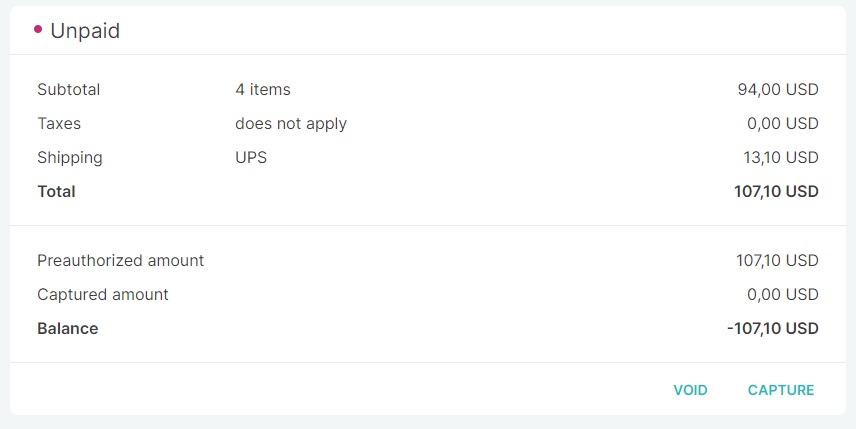 Unpaid
Subtotal 4 items 94,00 USD
Taxes does not apply 0,00 USD
Shipping UPS 13,10 USD
Total 107,10 USD
Preauthorized amount 107,10 USD
Captured amount 0,00 USD
Balance -107,10 USD
VOID CAPTURE